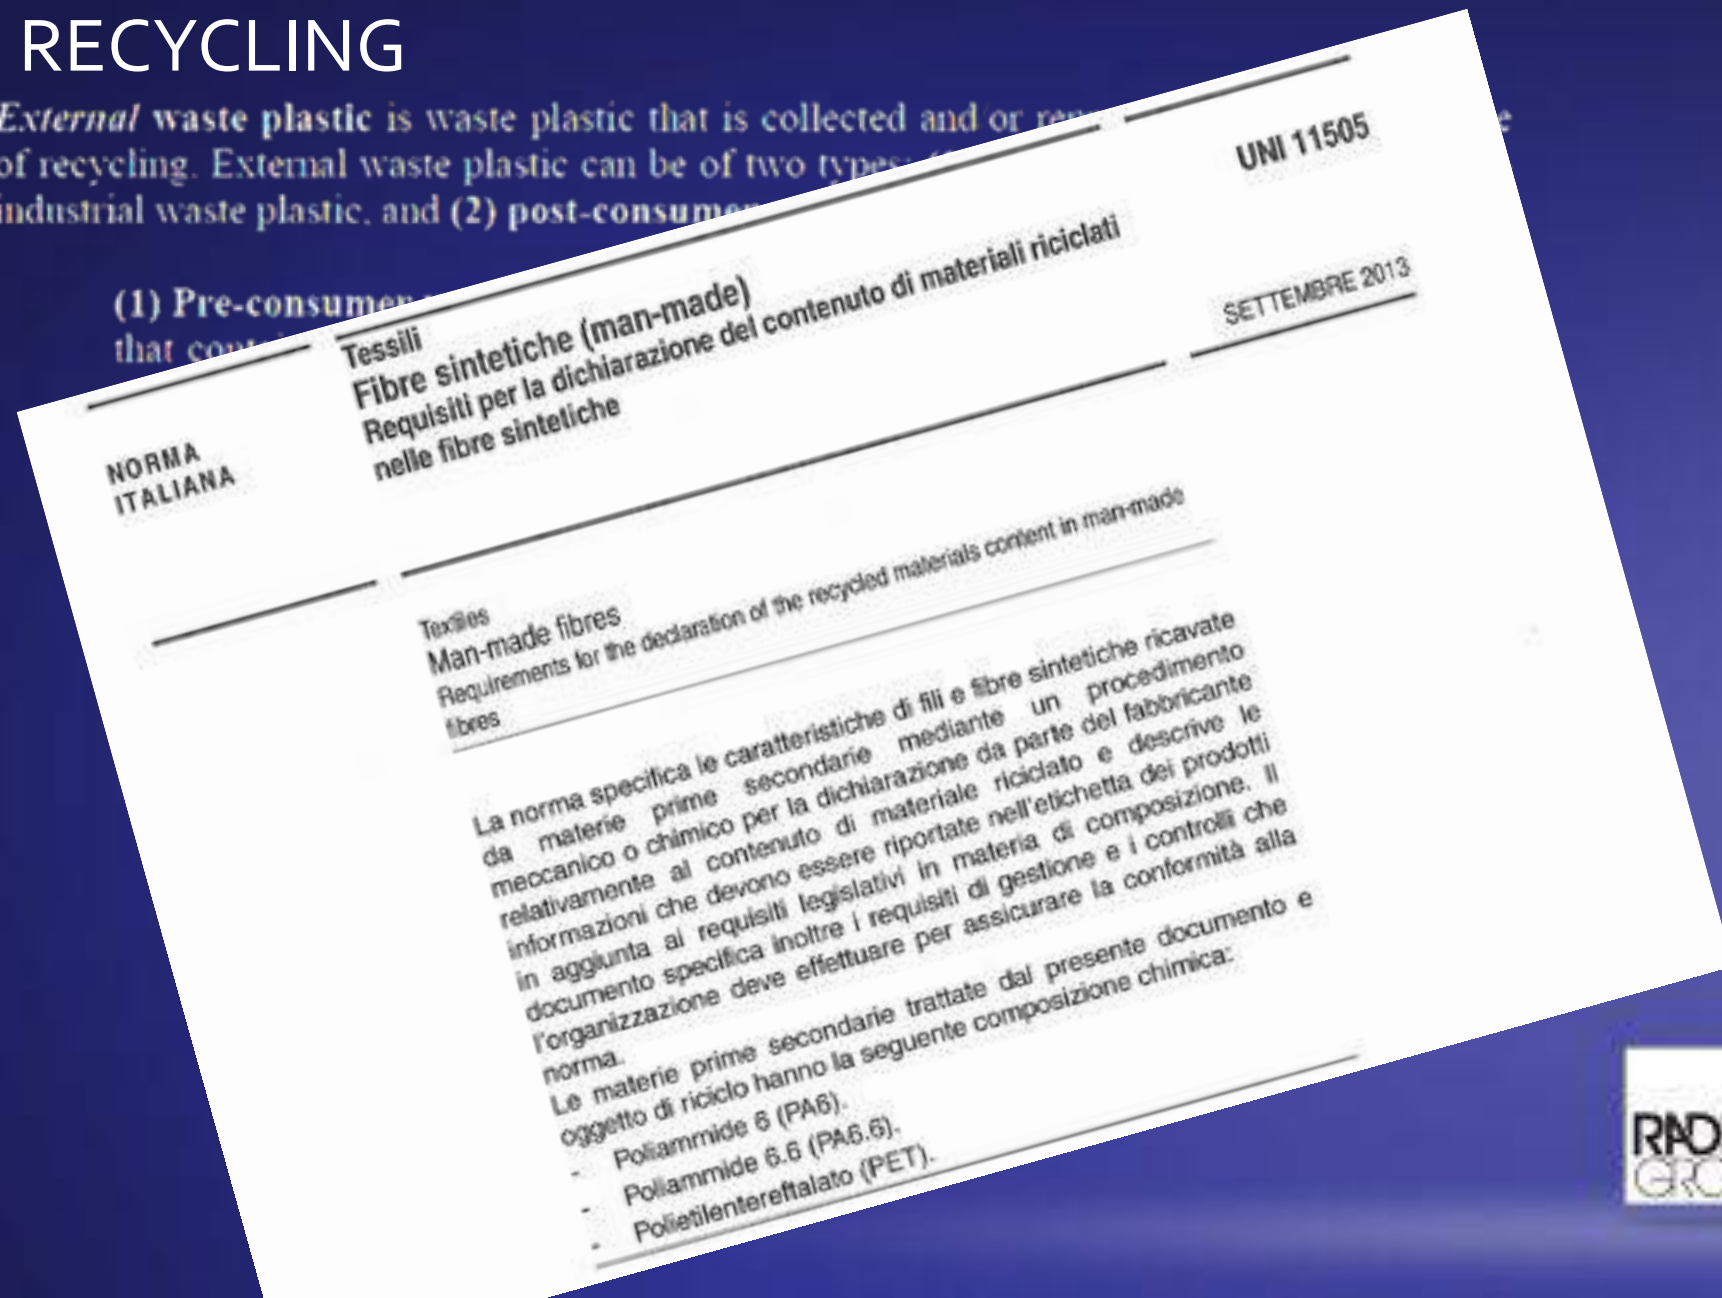 RECYCLING
External waste plastic is waste plastic that is collected and/or
of recycling. External waste plastic can be of two types:
industrial waste plastic, and (2) post-consumer
(1) Pre-consumer
that
UNI 11505
Tessili
Fibre sintetiche (man-made)
Requisiti per la dichiarazione del contenuto di materiali riciclati
nelle fibre sintetiche
SETTEMBRE 2013
NORMA
ITALIANA
Textiles
Man-made fibres
Requirements for the declaration of the recycled materials content in man-made
fibres
La norma specifica le caratteristiche di fili e fibre sintetiche ricavate
da materie prime secondarie mediante un procedimento
meccanico o chimico per la dichiarazione da parte del fabbricante
relativamente al contenuto di materiale riciclato e descrive le
informazioni che devono essere riportate nell'etichetta dei prodotti
in aggiunta ai requisiti legislativi in materia di composizione. Il
documento specifica inoltre i requisiti di gestione e i controlli che
l'organizzazione deve effettuare per assicurare la conformità alla
norma.
Le materie prime secondarie trattate dal presente documento e
oggetto di riciclo hanno la seguente composizione chimica:
- Poliammide 6 (PA6).
- Poliammide 6.6 (PA6.6).
- Polietilentereftalato (PET).